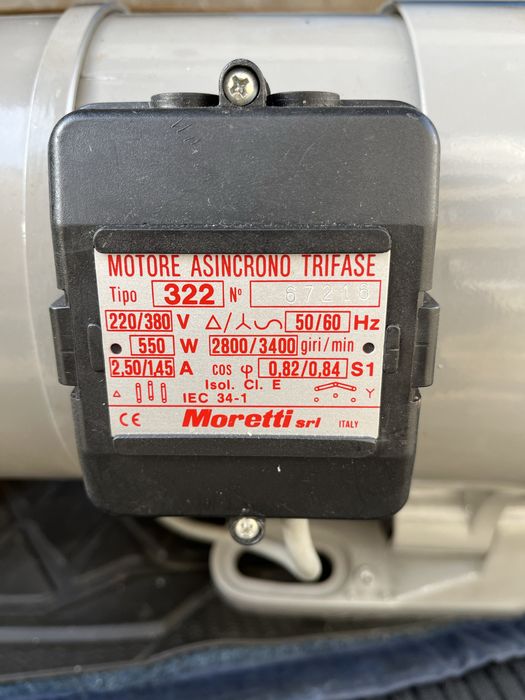 MOTORE ASINCRONO TRIFASE
Tipo 322 N° 67216
220/380 V Δ/⅄ ∿ 50/60 Hz
550 W 2800/3400 giri/min
2,50/1,45 A cos φ 0,82/0,84 S1
Isol. Cl. E
IEC 34-1
Δ Y
CE Moretti srl ITALY